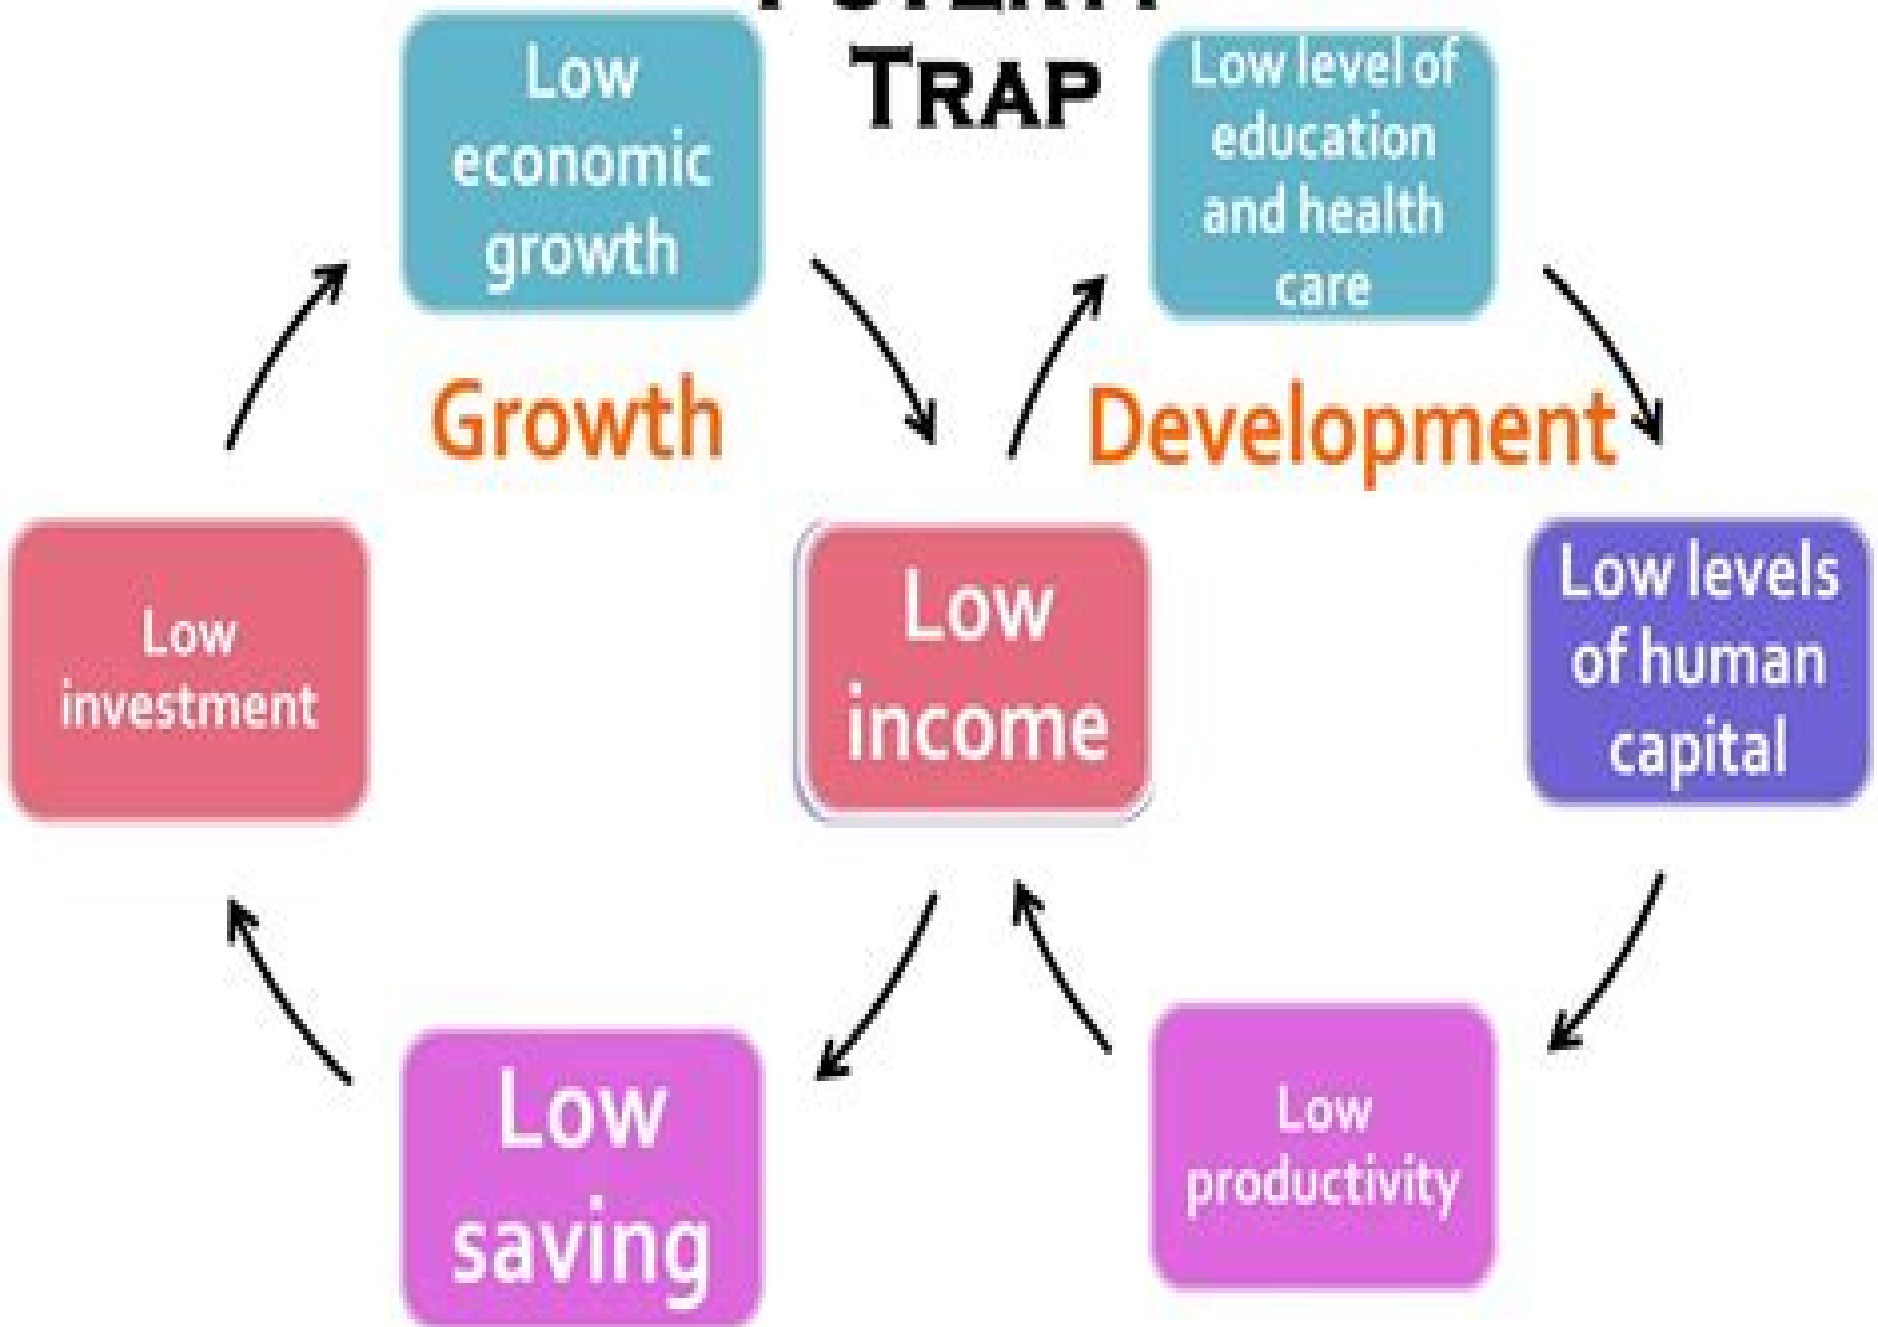 TRAP
Low
economic
growth
Low level of
education
and health
care
Growth
Development
Low
investment
Low
income
Low levels
of human
capital
Low
saving
Low
productivity